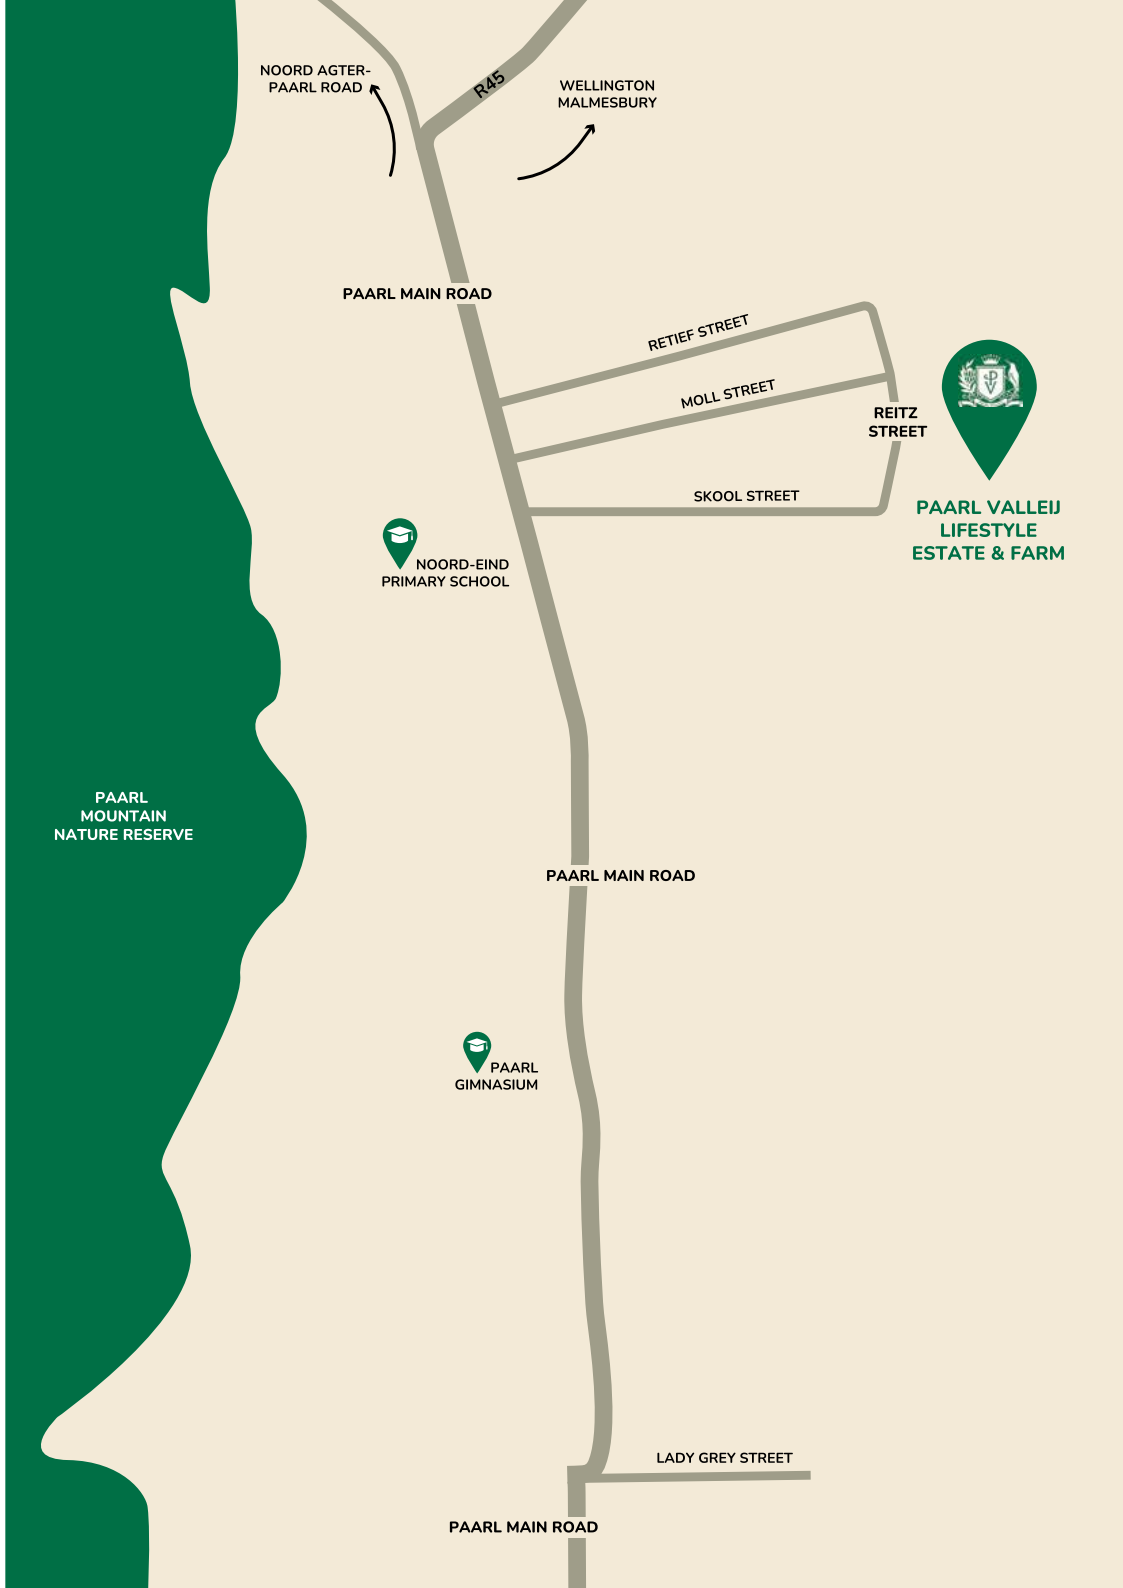 NOORD AGTER-
PAARL ROAD
R45
WELLINGTON
MALMESBURY
PAARL MAIN ROAD
RETIEF STREET
MOLL STREET
REITZ
STREET
SKOOL STREET
PAARL VALLEIJ
LIFESTYLE
ESTATE & FARM
NOORD-EIND
PRIMARY SCHOOL
PAARL
MOUNTAIN
NATURE RESERVE
PAARL MAIN ROAD
PAARL
GIMNASIUM
LADY GREY STREET
PAARL MAIN ROAD